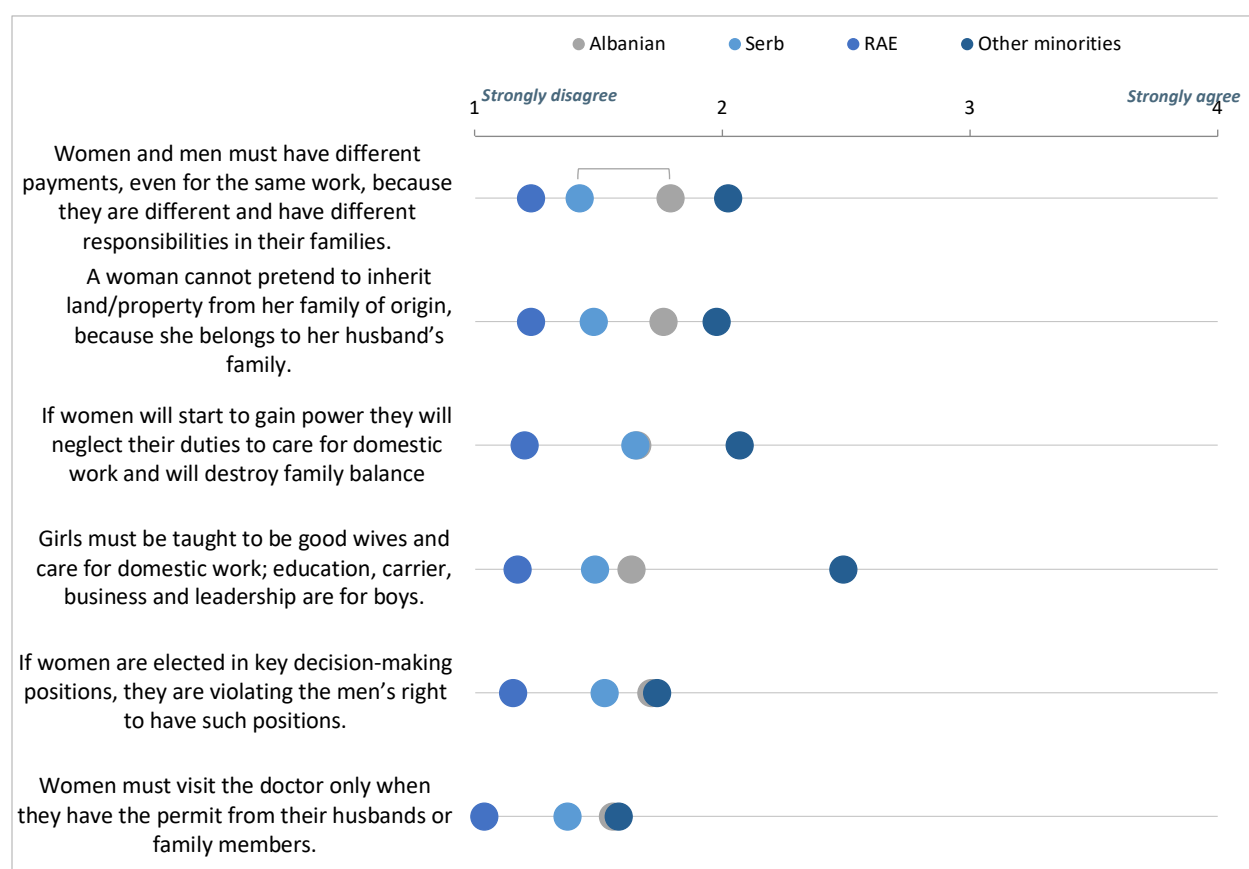 Albanian Serb RAE Other minorities
Strongly disagree Strongly agree
1 2 3 4
Women and men must have different
payments, even for the same work, because
they are different and have different
responsibilities in their families.
A woman cannot pretend to inherit
land/property from her family of origin,
because she belongs to her husband’s
family.
If women will start to gain power they will
neglect their duties to care for domestic
work and will destroy family balance
Girls must be taught to be good wives and
care for domestic work; education, carrier,
business and leadership are for boys.
If women are elected in key decision-making
positions, they are violating the men’s right
to have such positions.
Women must visit the doctor only when
they have the permit from their husbands or
family members.